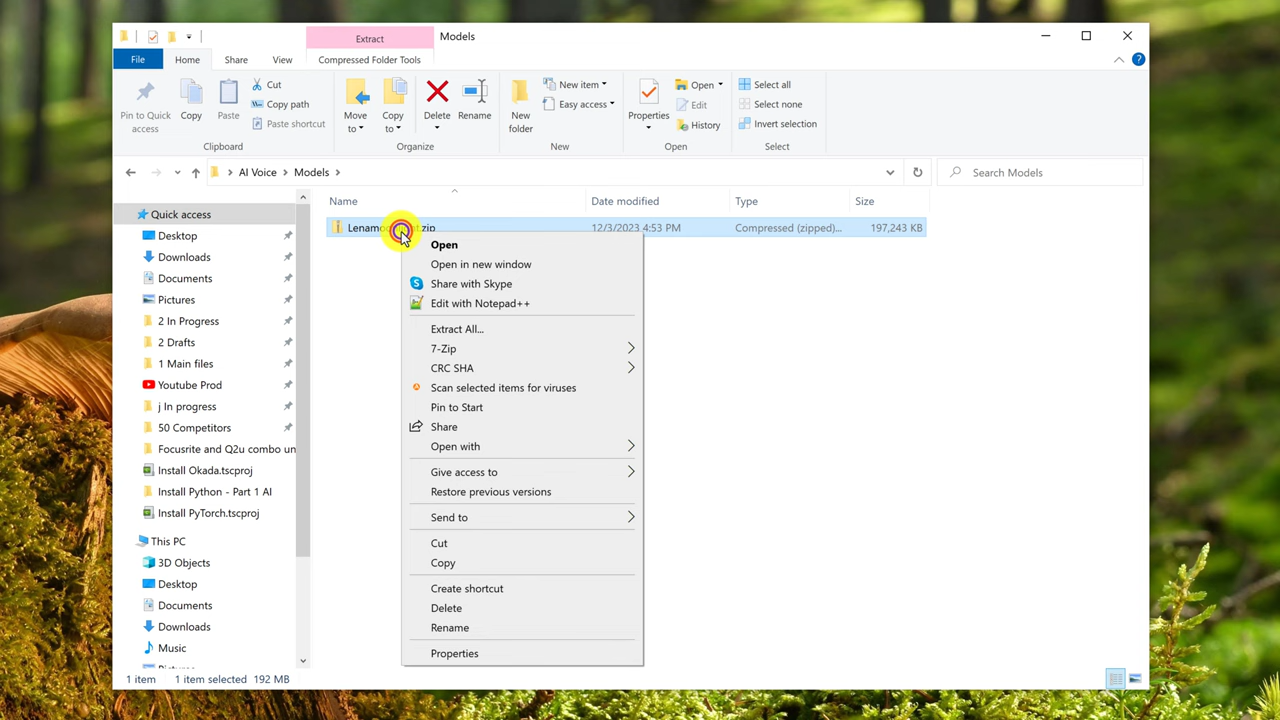 Extract
Models
File
Home
Share
View
Compressed Folder Tools
Pin to Quick access
Copy
Paste
Cut
Copy path
Paste shortcut
Clipboard
Move to
Copy to
Delete
Rename
Organize
New folder
New item
Easy access
New
Properties
Open
Edit
History
Open
Select all
Select none
Invert selection
Select
AI Voice
Models
Search Models
Name
Date modified
Type
Size
12/3/2023 4:53 PM
Compressed (zipped)...
197,243 KB
Quick access
Desktop
Downloads
Documents
Pictures
2 In Progress
2 Drafts
1 Main files
Youtube Prod
j In progress
50 Competitors
Focusrite and Q2u combo un
Install Okada.tscproj
Install Python - Part 1 AI
Install PyTorch.tscproj
This PC
3D Objects
Desktop
Documents
Downloads
Music
Open
Open in new window
Share with Skype
Edit with Notepad++
Extract All...
7-Zip
CRC SHA
Scan selected items for viruses
Pin to Start
Share
Open with
Give access to
Restore previous versions
Send to
Cut
Copy
Create shortcut
Delete
Rename
Properties
1 item
1 item selected
192 MB